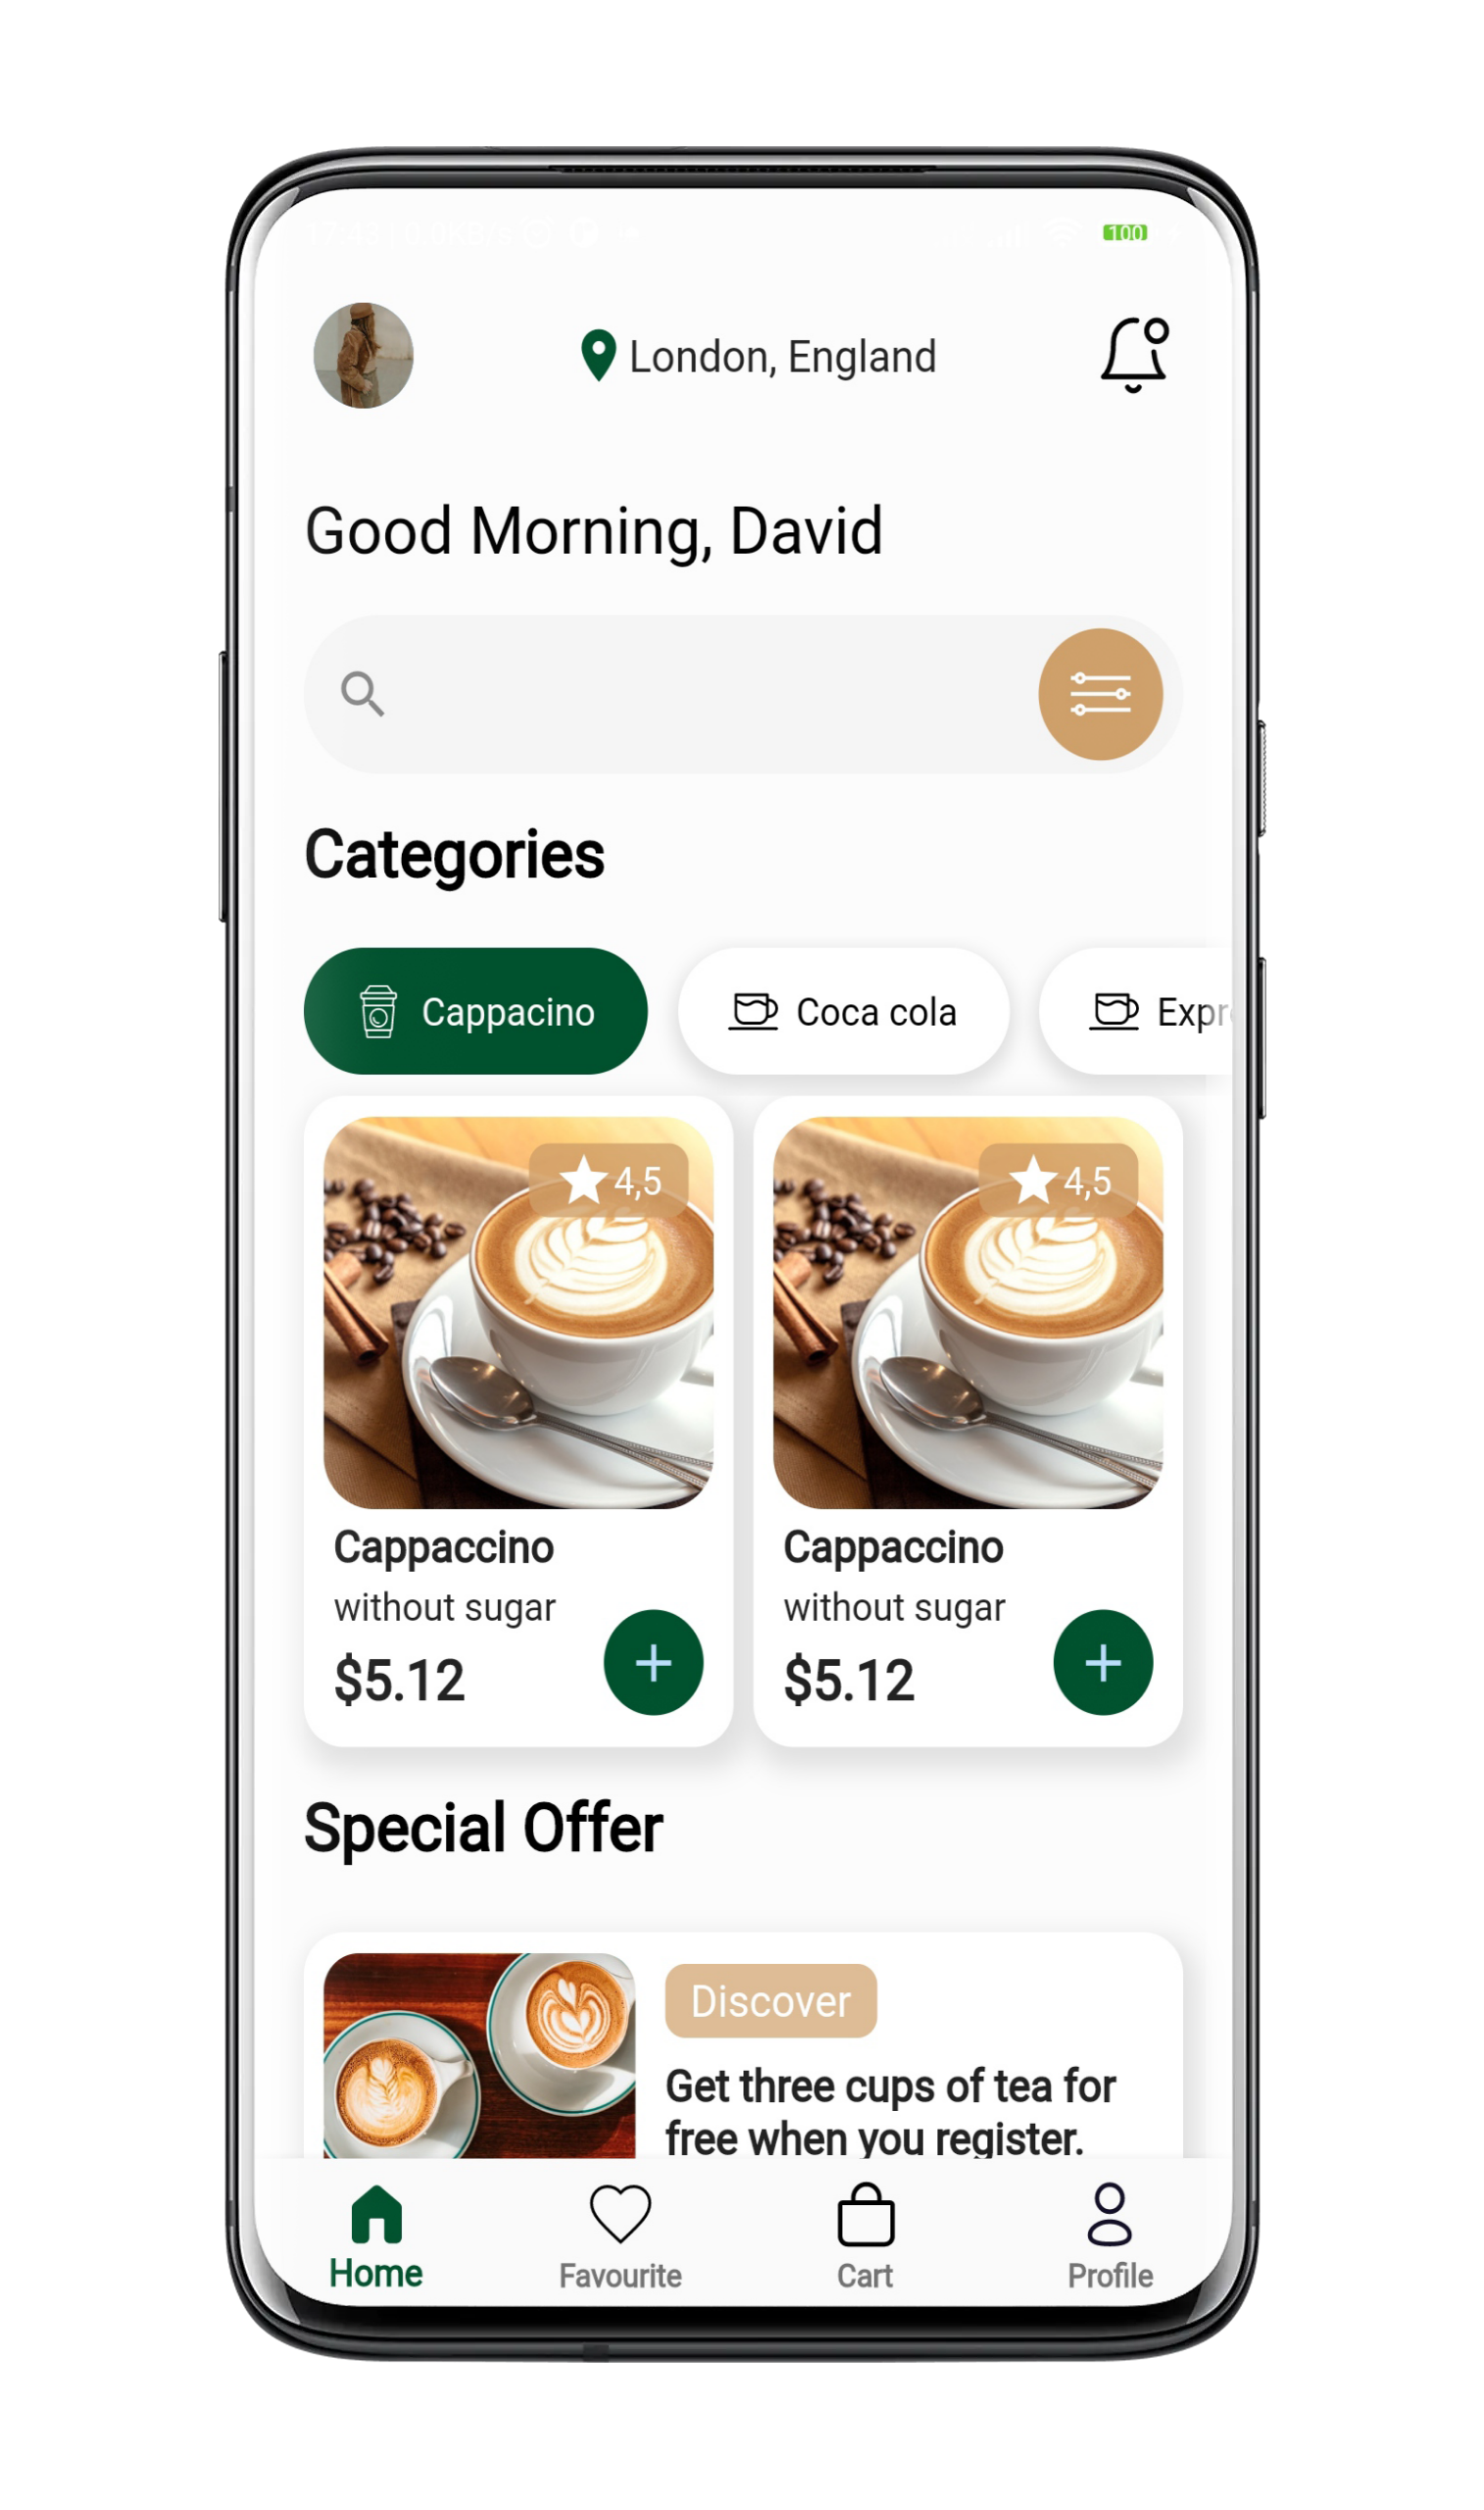 100
London, England
Good Morning, David
Categories
Cappacino
Coca cola
Expr
4,5
4,5
Cappaccino
without sugar
$5.12
Cappaccino
without sugar
$5.12
Special Offer
Discover
Get three cups of tea for
free when you register.
Home
Favourite
Cart
Profile